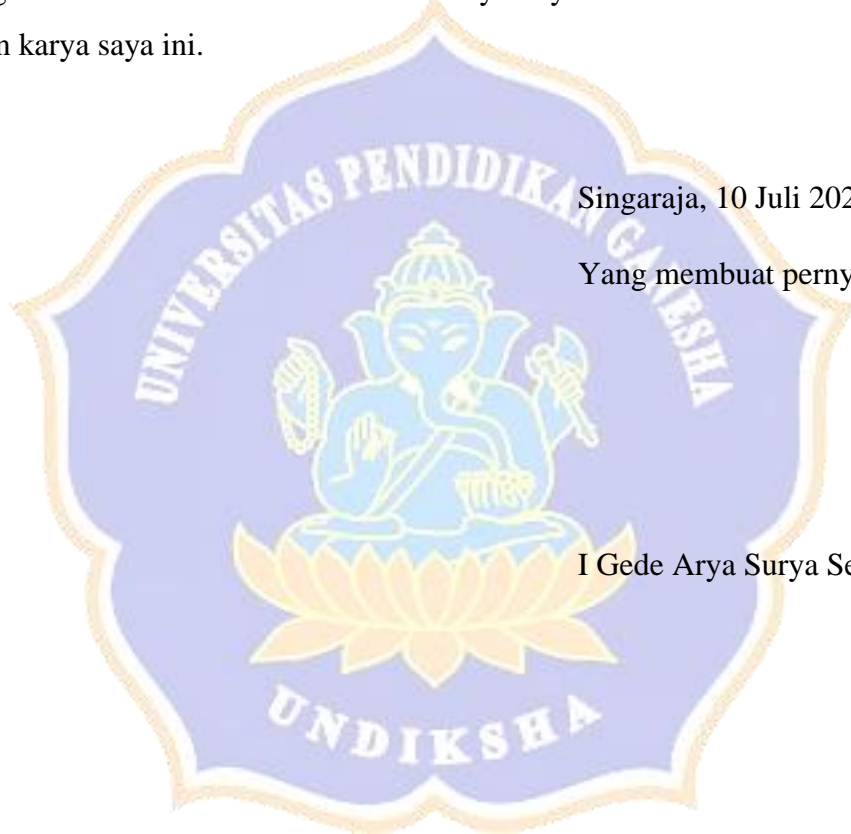 karya saya ini.
UNIVERSITAS PENDIDIKAN GANESHA
Singaraja, 10 Juli 202
Yang membuat perny
I Gede Arya Surya Se
UNDIKSHA